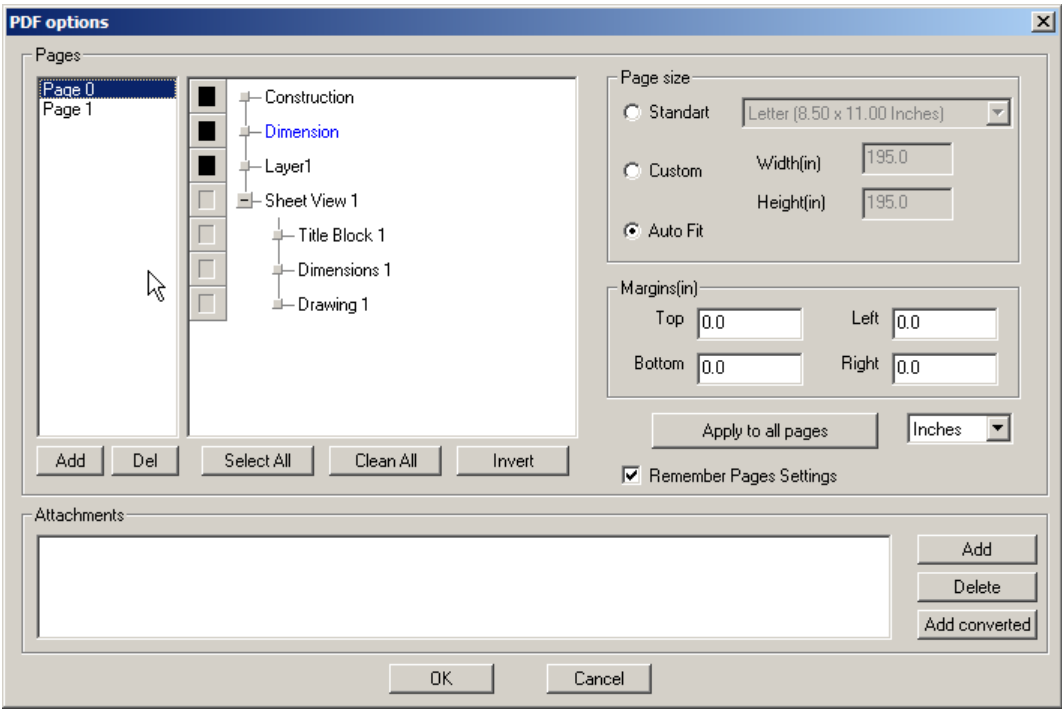 PDF options
Pages
Page 0
Page 1
Construction
Dimension
Layer1
Sheet View 1
Title Block 1
Dimensions 1
Drawing 1
Add Del Select All Clean All Invert
Page size
Standart Letter (8.50 x 11.00 Inches)
Custom Width(in) 195.0
Height(in) 195.0
Auto Fit
Margins(in)
Top 0.0 Left 0.0
Bottom 0.0 Right 0.0
Apply to all pages Inches
Remember Pages Settings
Attachments
Add
Delete
Add converted
OK Cancel